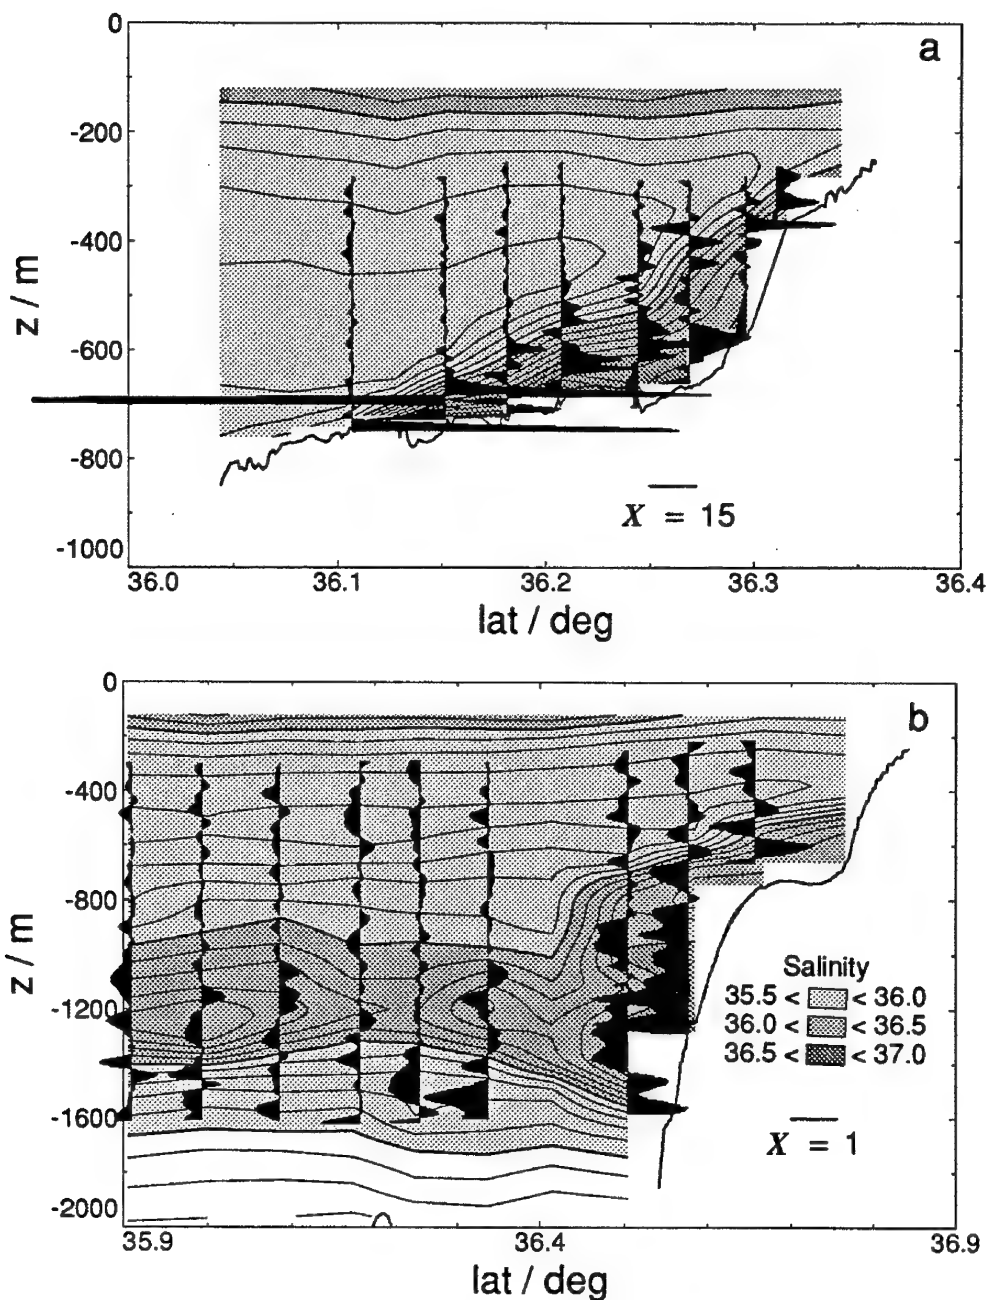 a
0
-200
-400
-600
-800
-1000
z / m
X = 15
36.0 36.1 36.2 36.3 36.4
lat / deg
b
0
-400
-800
-1200
-1600
-2000
z / m
Salinity
35.5 < < 36.0
36.0 < < 36.5
36.5 < < 37.0
X = 1
35.9 36.4 36.9
lat / deg